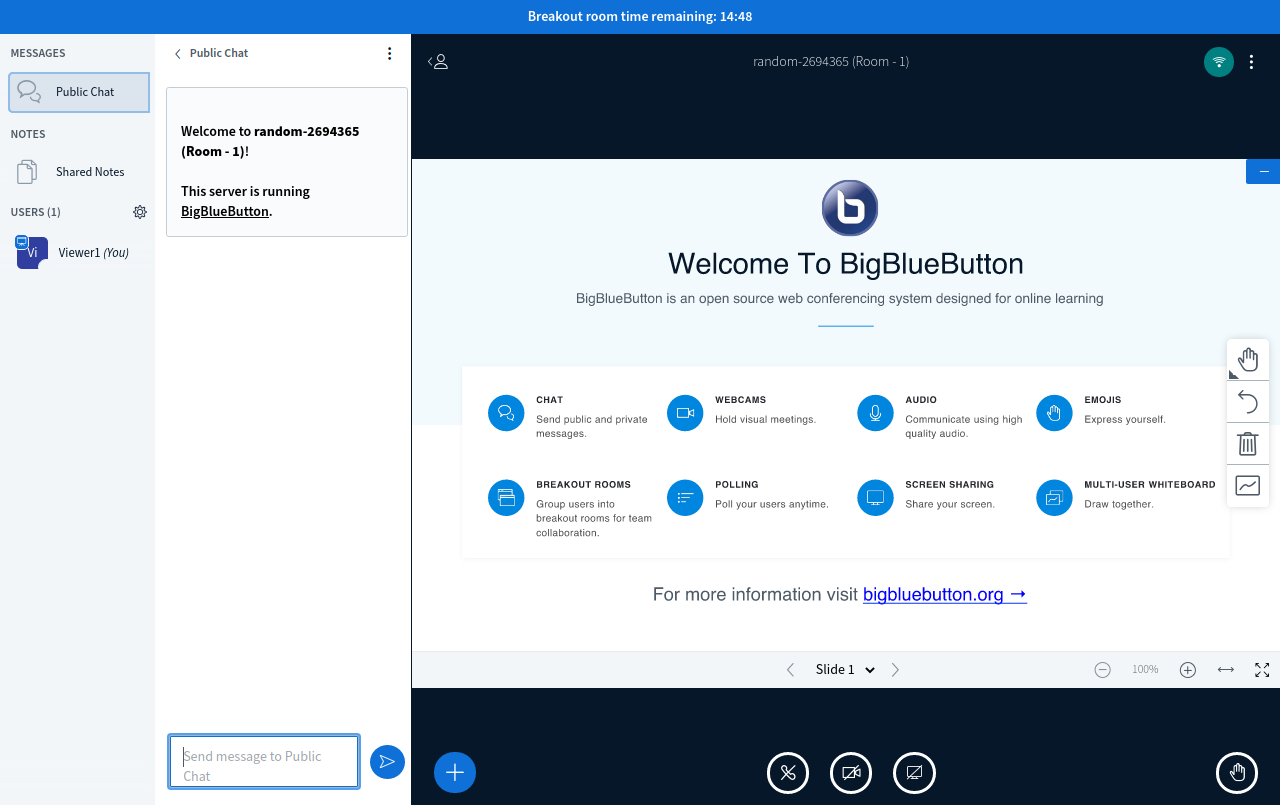 Breakout room time remaining: 14:48
MESSAGES
Public Chat
NOTES
Shared Notes
USERS (1)
Vi
Viewer1 (You)
Public Chat
Welcome to random-2694365
(Room - 1)!
This server is running
BigBlueButton.
Send message to Public
Chat
random-2694365 (Room - 1)
Welcome To BigBlueButton
BigBlueButton is an open source web conferencing system designed for online learning
CHAT
Send public and private
messages.
WEBCAMS
Hold visual meetings.
AUDIO
Communicate using high
quality audio.
EMOJIS
Express yourself.
BREAKOUT ROOMS
Group users into
breakout rooms for team
collaboration.
POLLING
Poll your users anytime.
SCREEN SHARING
Share your screen.
MULTI-USER WHITEBOARD
Draw together.
For more information visit bigbluebutton.org →
Slide 1
100%